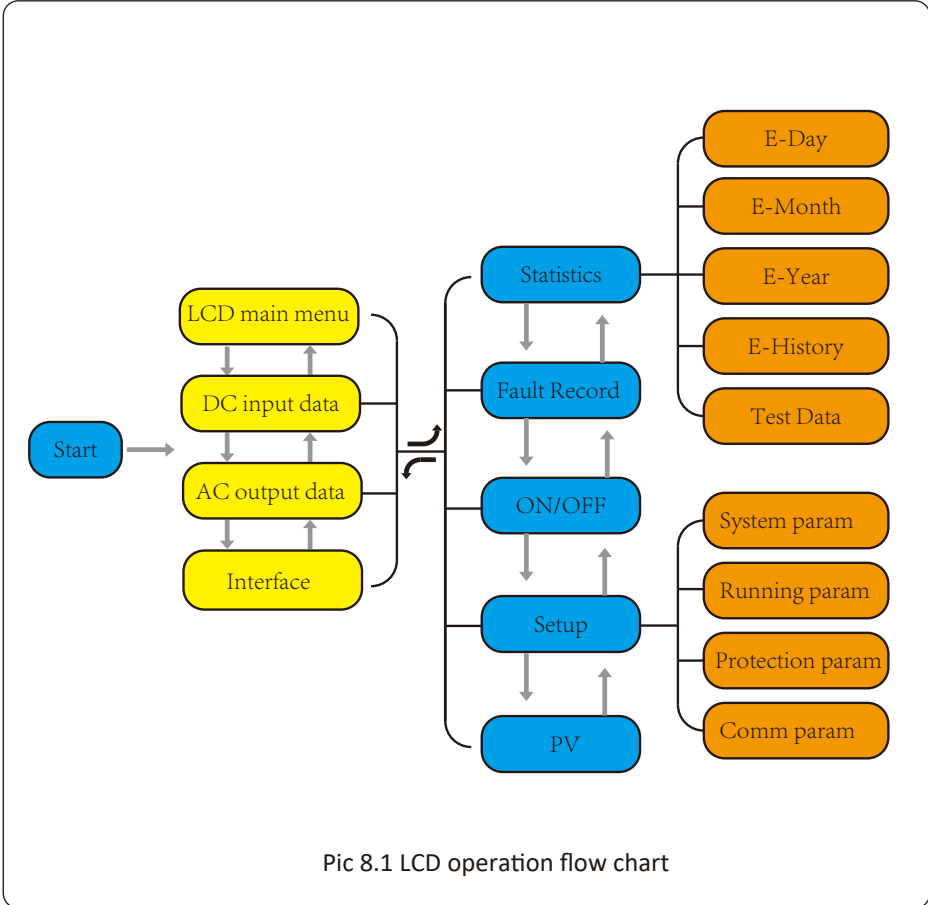 Start
LCD main menu
DC input data
AC output data
Interface
Statistics
Fault Record
ON/OFF
Setup
PV
E-Day
E-Month
E-Year
E-History
Test Data
System param
Running param
Protection param
Comm param
Pic 8.1 LCD operation flow chart